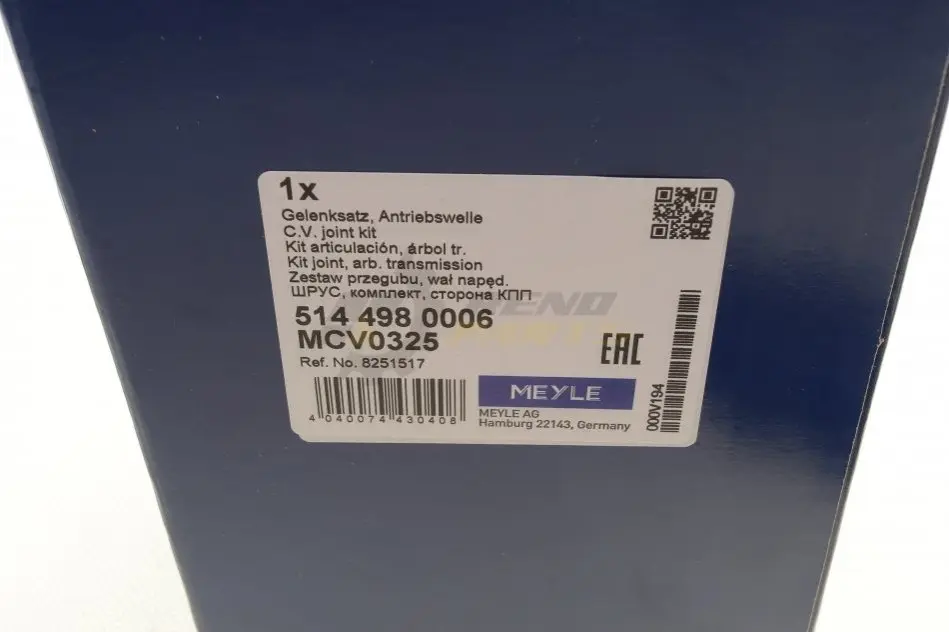 1x
Gelenksatz, Antriebswelle
C.V. joint kit
Kit articulación, árbol tr.
Kit joint, arb. transmission
Zestaw przegubu, wał napęd.
ШРУС, комплект, сторона КПП
514 498 0006
MCV0325
Ref. No. 8251517
EAC
MEYLE
MEYLE AG
Hamburg 22143, Germany
4 040074 430408
000V194